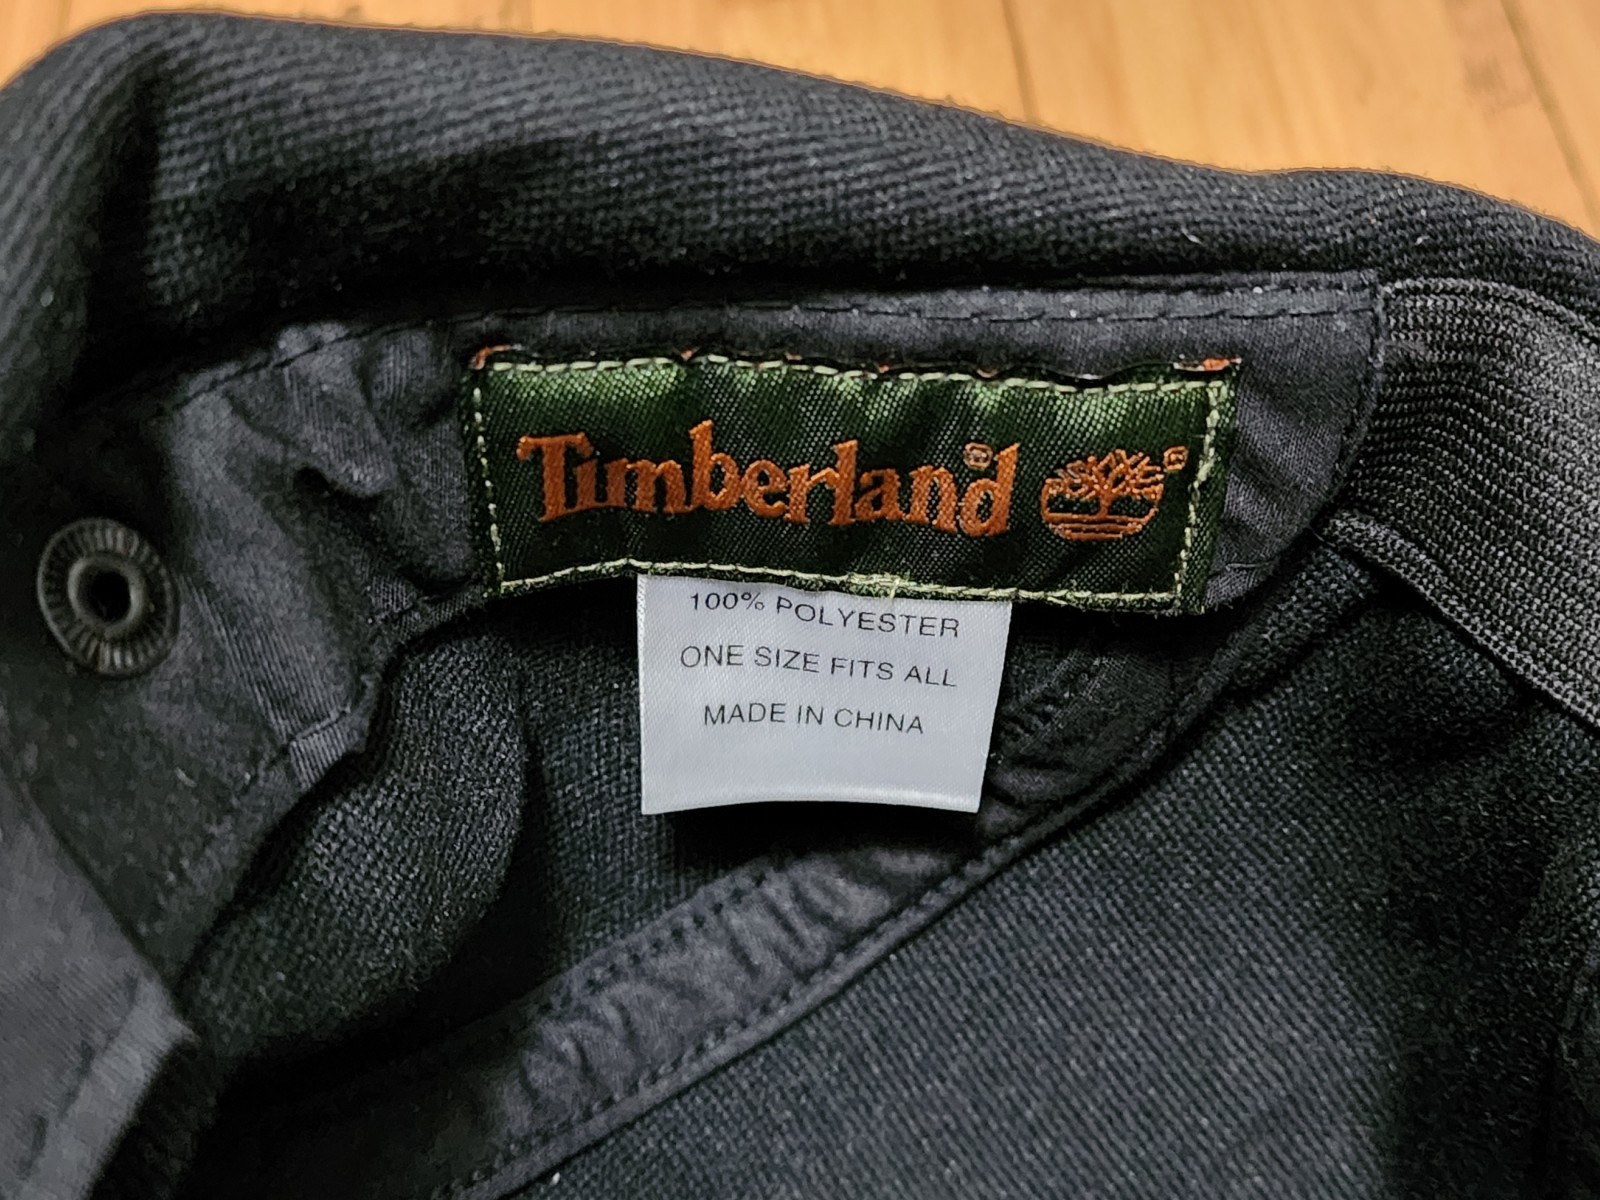 Timberland®
®
100% POLYESTER
ONE SIZE FITS ALL
MADE IN CHINA